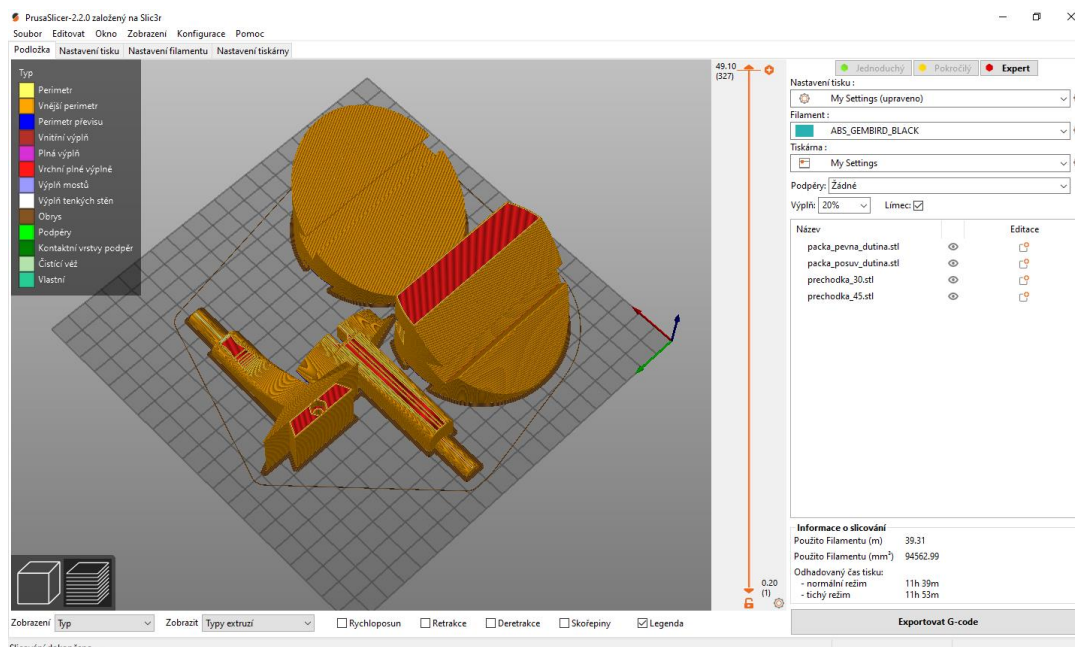 PrusaSlicer-2.2.0 založený na Slic3r
Soubor Editovat Okno Zobrazení Konfigurace Pomoc
Podložka Nastavení tisku Nastavení filamentu Nastavení tiskárny
Typ
Perimetr
Vnější perimetr
Perimetr převisu
Vnitřní výplň
Plná výplň
Vrchní plné výplně
Výplň mostů
Výplň tenkých stěn
Obrys
Podpěry
Kontaktní vrstvy podpěr
Čistící věž
Vlastní
49.10
(327)
0.20
(1)
Jednoduchý Pokročilý Expert
Nastavení tisku :
My Settings (upraveno)
Filament :
ABS_GEMBIRD_BLACK
Tiskárna :
My Settings
Podpěry: Žádné
Výplň: 20% Límec:
Název Editace
packa_pevna_dutina.stl
packa_posuv_dutina.stl
prechodka_30.stl
prechodka_45.stl
Informace o slicování
Použito Filamentu (m) 39.31
Použito Filamentu (mm³) 94562.99
Odhadovaný čas tisku:
- normální režim 11h 39m
- tichý režim 11h 53m
Zobrazení Typ Zobrazit Typy extruzí Rychloposun Retrakce Deretrakce Skořepiny Legenda
Exportovat G-code